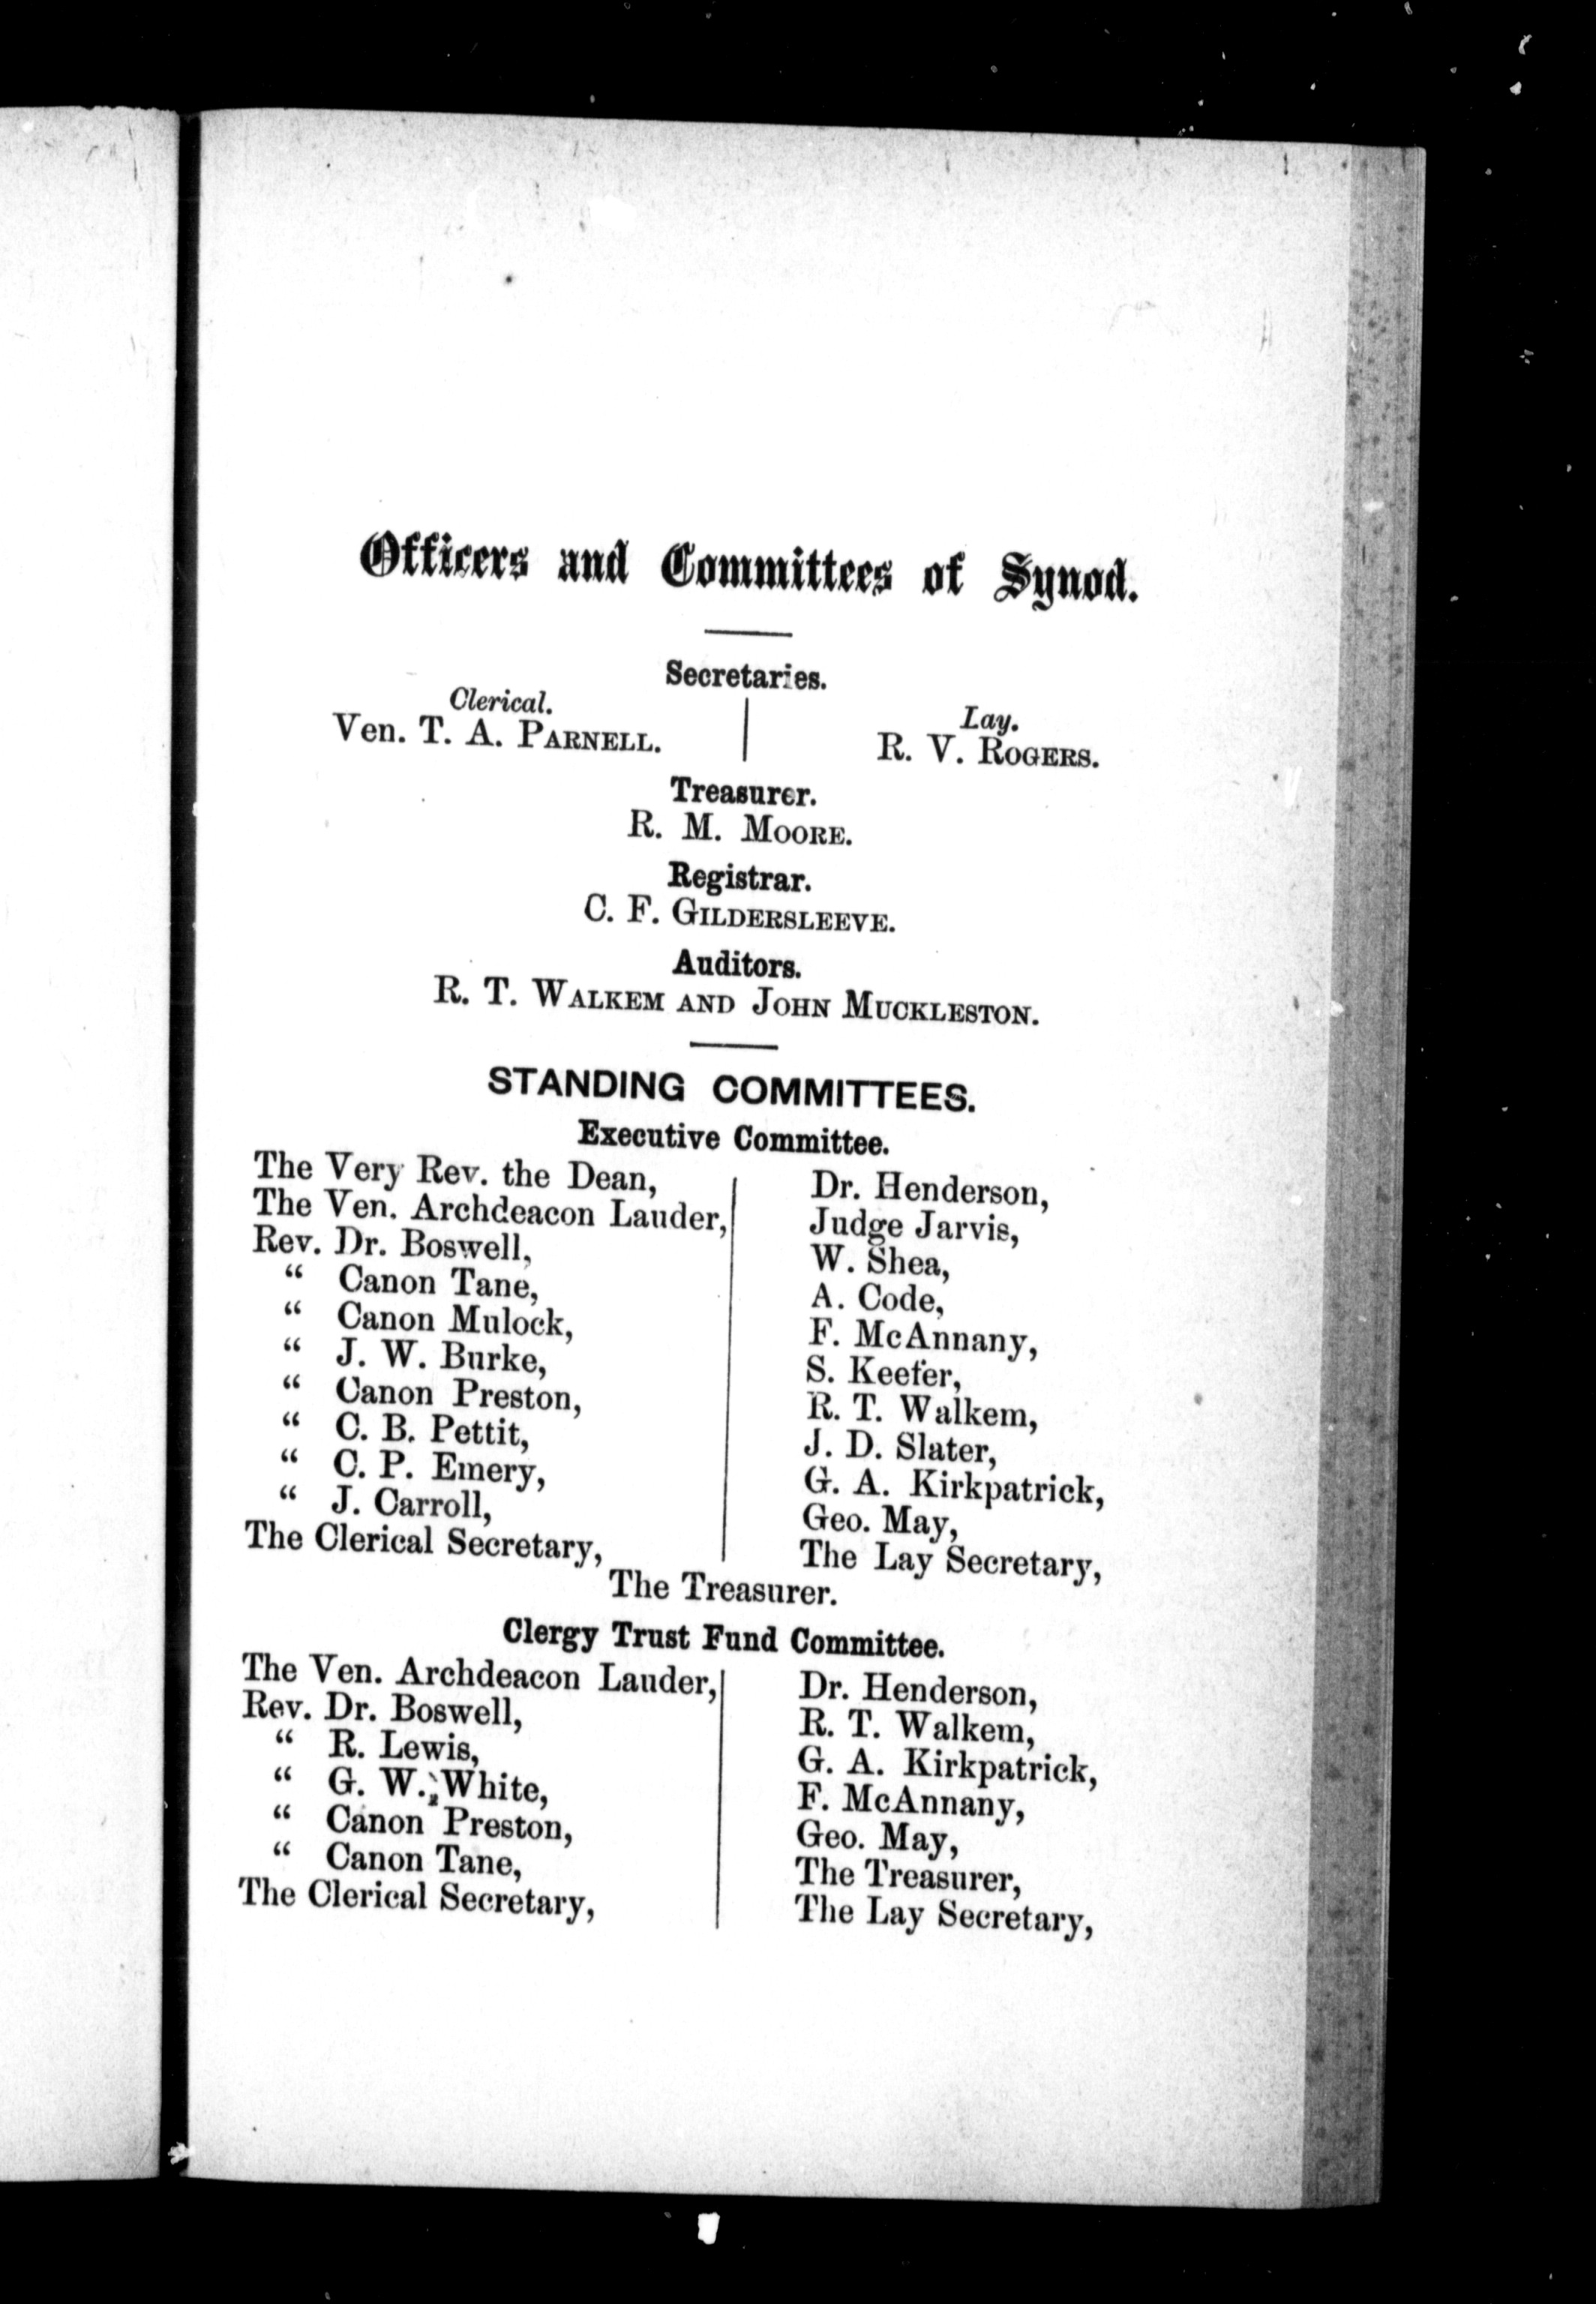 Officers and Committees of Synod.
Secretaries.
Clerical.
Ven. T. A. PARNELL.
Lay.
R. V. ROGERS.
Treasurer.
R. M. MOORE.
Registrar.
C. F. GILDERSLEEVE.
Auditors.
R. T. WALKEM AND JOHN MUCKLESTON.
STANDING COMMITTEES.
Executive Committee.
The Very Rev. the Dean,
The Ven. Archdeacon Lauder,
Rev. Dr. Boswell,
“ Canon Tane,
“ Canon Mulock,
“ J. W. Burke,
“ Canon Preston,
“ C. B. Pettit,
“ C. P. Emery,
“ J. Carroll,
The Clerical Secretary,
Dr. Henderson,
Judge Jarvis,
W. Shea,
A. Code,
F. McAnnany,
S. Keefer,
R. T. Walkem,
J. D. Slater,
G. A. Kirkpatrick,
Geo. May,
The Lay Secretary,
The Treasurer.
Clergy Trust Fund Committee.
The Ven. Archdeacon Lauder,
Rev. Dr. Boswell,
“ R. Lewis,
“ G. W. White,
“ Canon Preston,
“ Canon Tane,
The Clerical Secretary,
Dr. Henderson,
R. T. Walkem,
G. A. Kirkpatrick,
F. McAnnany,
Geo. May,
The Treasurer,
The Lay Secretary,